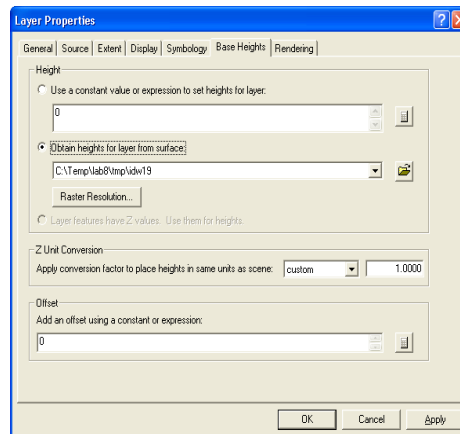 Layer Properties
General Source Extent Display Symbology Base Heights Rendering
Height
Use a constant value or expression to set heights for layer:
0
Obtain heights for layer from surface:
C:\Temp\lab8\tmp\idw19
Raster Resolution...
Layer features have Z values. Use them for heights.
Z Unit Conversion
Apply conversion factor to place heights in same units as scene: custom 1.0000
Offset
Add an offset using a constant or expression:
0
OK Cancel Apply